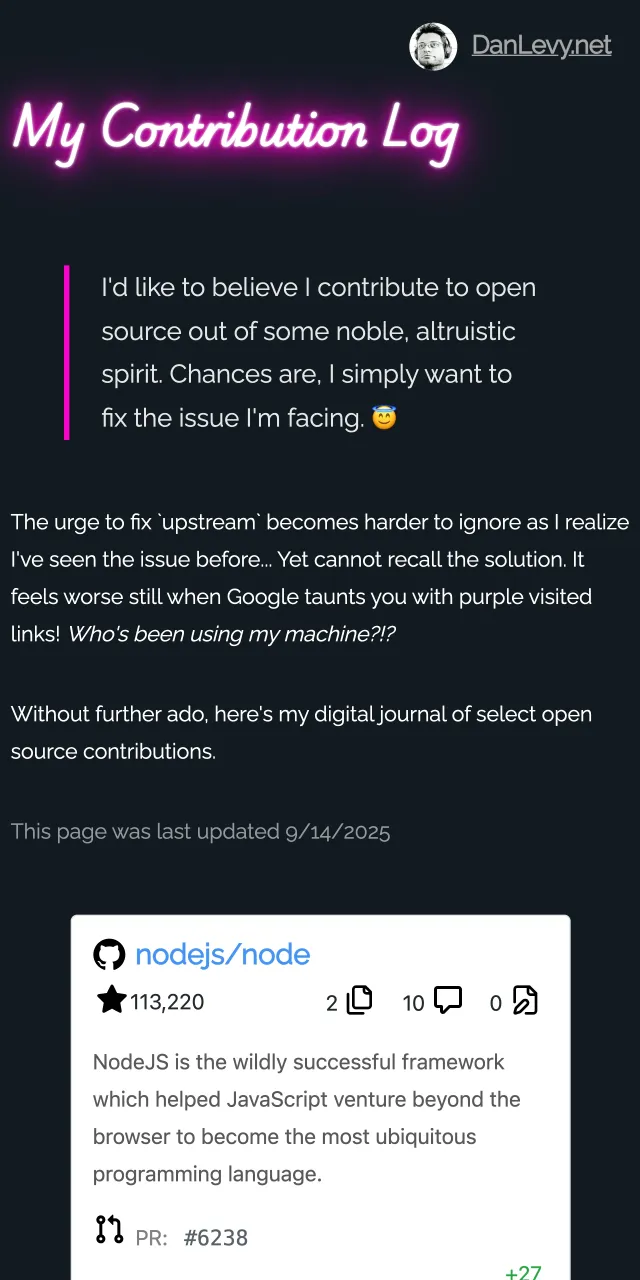 DanLevy.net
My Contribution Log
I'd like to believe I contribute to open
source out of some noble, altruistic
spirit. Chances are, I simply want to
fix the issue I'm facing. 😇
The urge to fix `upstream` becomes harder to ignore as I realize
I've seen the issue before... Yet cannot recall the solution. It
feels worse still when Google taunts you with purple visited
links! Who's been using my machine?!?
Without further ado, here's my digital journal of select open
source contributions.
This page was last updated 9/14/2025
nodejs/node
113,220 2 10 0
NodeJS is the wildly successful framework
which helped JavaScript venture beyond the
browser to become the most ubiquitous
programming language.
PR: #6238
+27